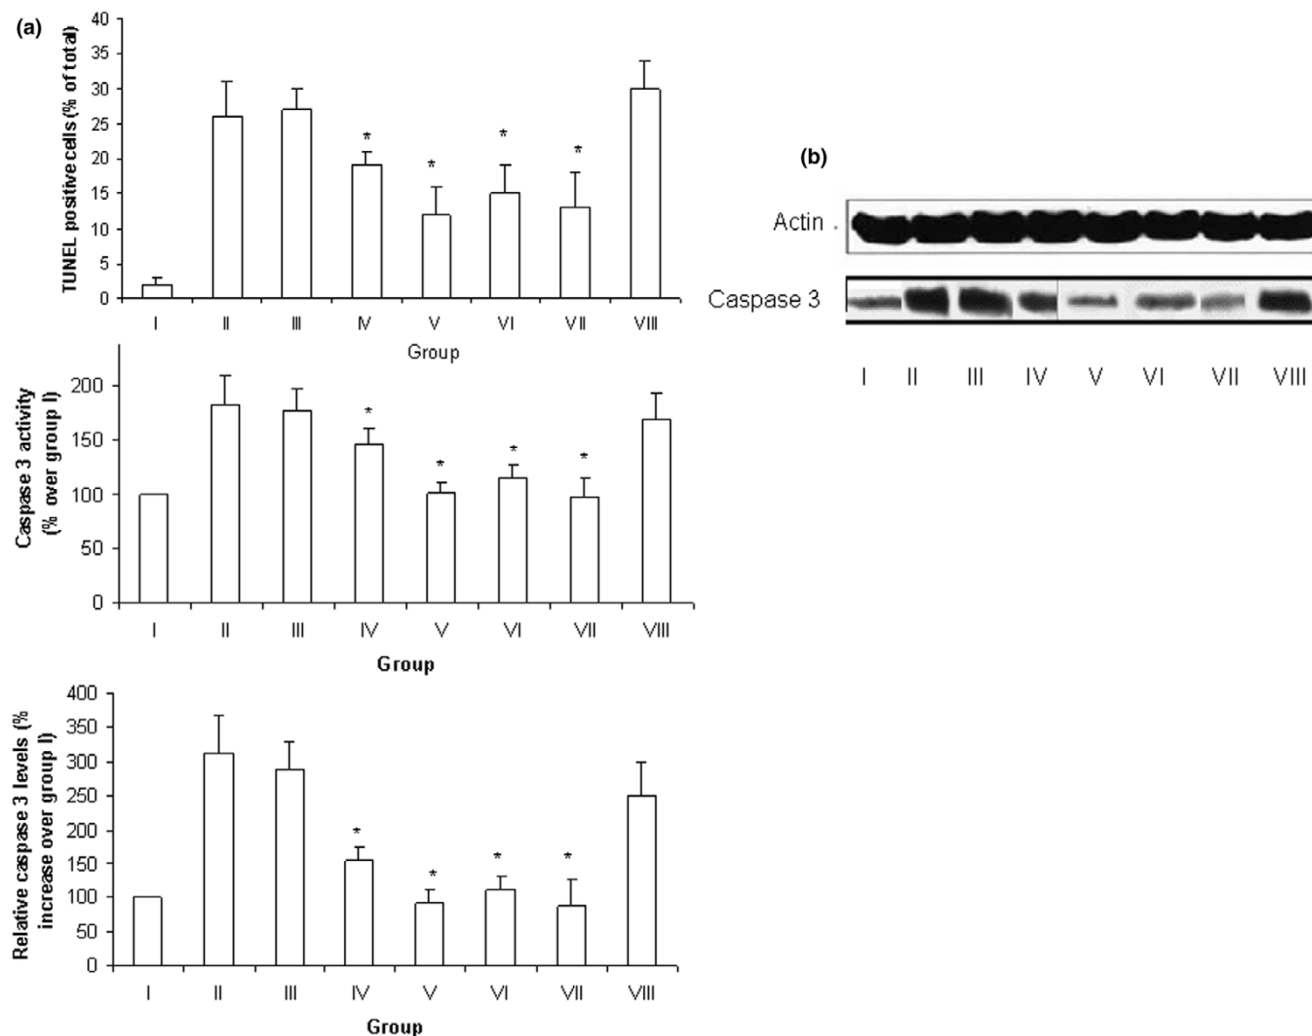 (a)
TUNEL positive cells (% of total)
40
35
30
25
20
15
10
5
0
* * * *
I II III IV V VI VII VIII
Group
Caspase 3 activity
(% over group I)
200
150
100
50
0
* * * *
I II III IV V VI VII VIII
Group
Relative caspase 3 levels (%
increase over group I)
400
350
300
250
200
150
100
50
0
* * * *
I II III IV V VI VII VIII
Group
(b)
Actin
Caspase 3
I II III IV V VI VII VIII